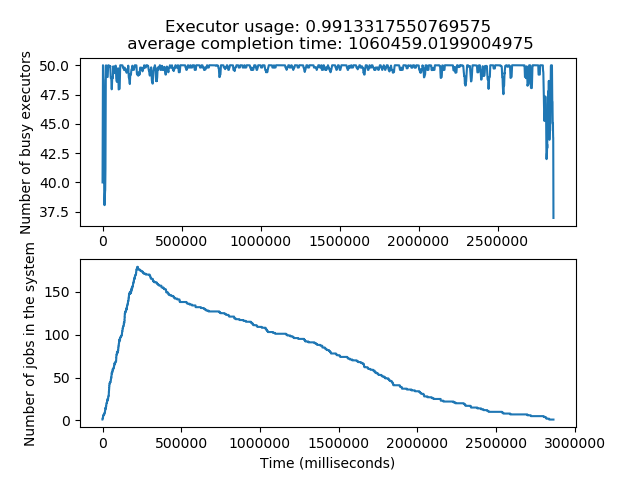 Executor usage: 0.9913317550769575
average completion time: 1060459.0199004975
Number of busy executors
50.0
47.5
45.0
42.5
40.0
37.5
0 500000 1000000 1500000 2000000 2500000
Number of jobs in the system
150
100
50
0
0 500000 1000000 1500000 2000000 2500000 3000000
Time (milliseconds)